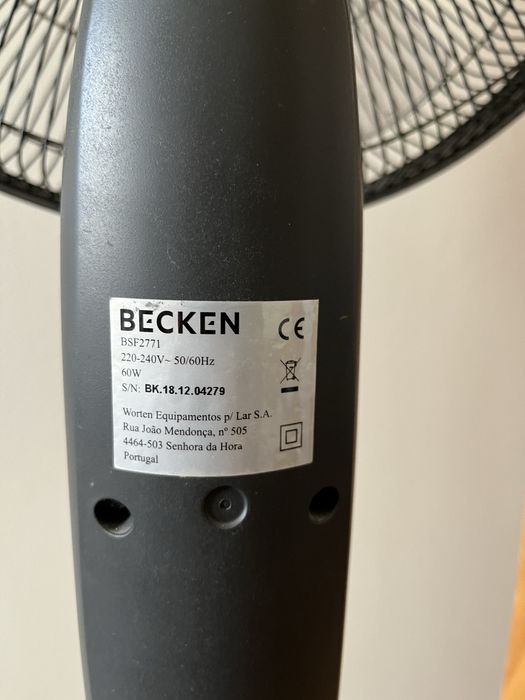 BECKEN
BSF2771
220-240V~ 50/60Hz
60W
S/N: BK.18.12.04279
Worten Equipamentos p/ Lar S.A.
Rua João Mendonça, nº 505
4464-503 Senhora da Hora
Portugal
CE